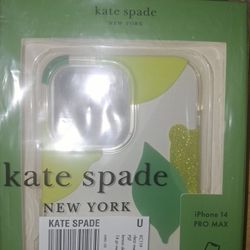 kate spade
NEW YORK
kate spade
NEW YORK
iPhone 14
PRO MAX
KATE SPADE
U